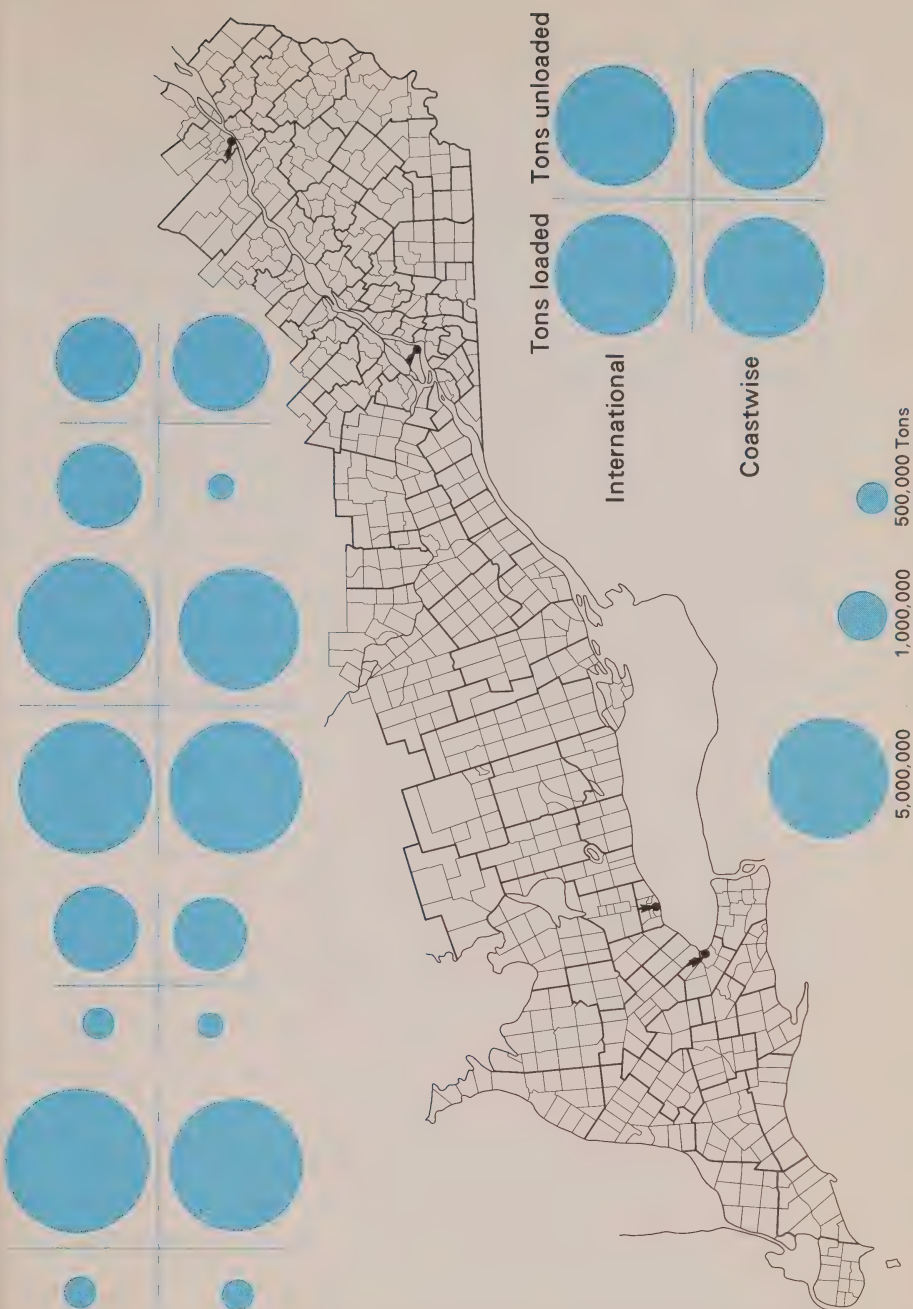 Tons loaded
Tons unloaded
International
Coastwise
5,000,000
1,000,000
500,000 Tons